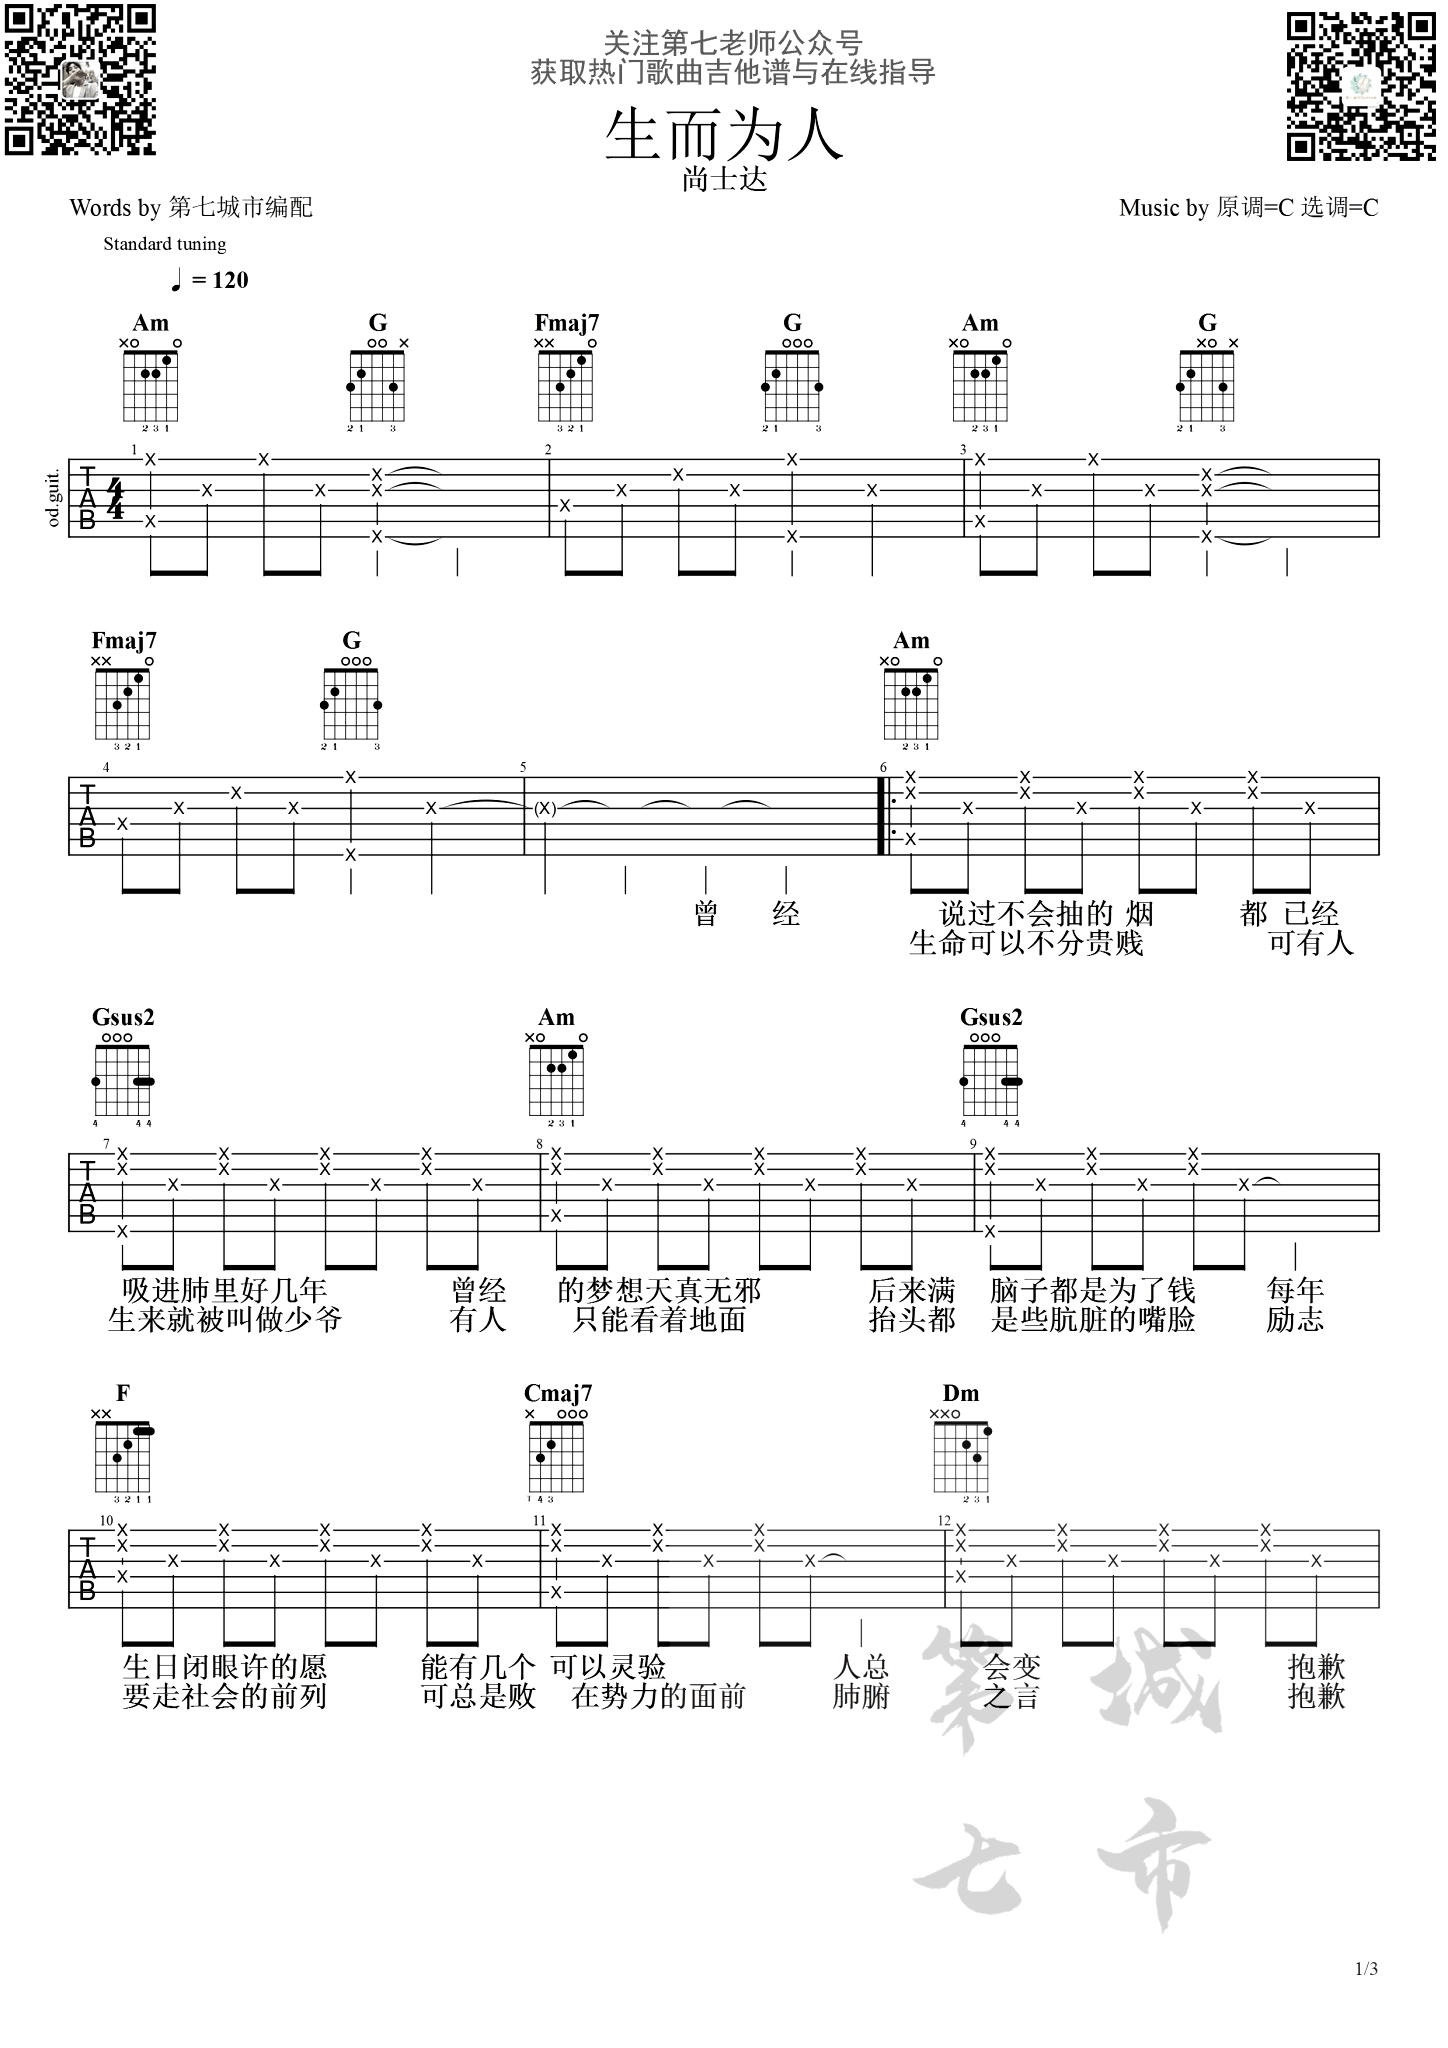 关注第七老师公众号
获取热门歌曲吉他谱与在线指导
生而为人
尚士达
Words by 第七城市编配
Music by 原调=C 选调=C
Standard tuning
♩ = 120
Am G Fmaj7 G Am G
od.guit.
TAB 4/4
1 2 3
Fmaj7 G Am
4 5 6
TAB
曾 经 说过不会抽的 烟 都 已经
生命可以不分贵贱 可有人
Gsus2 Am Gsus2
7 8 9
TAB
吸进肺里好几年 曾经 的梦想天真无邪 后来满 脑子都是为了钱 每年
生来就被叫做少爷 有人 只能看着地面 抬头都 是些肮脏的嘴脸 励志
F Cmaj7 Dm
10 11 12
TAB
生日闭眼许的愿 能有几个 可以灵验 人总 会变 抱歉
要走社会的前列 可总是败 在势力的面前 肺腑 之言 抱歉
第 城
七 市
1/3